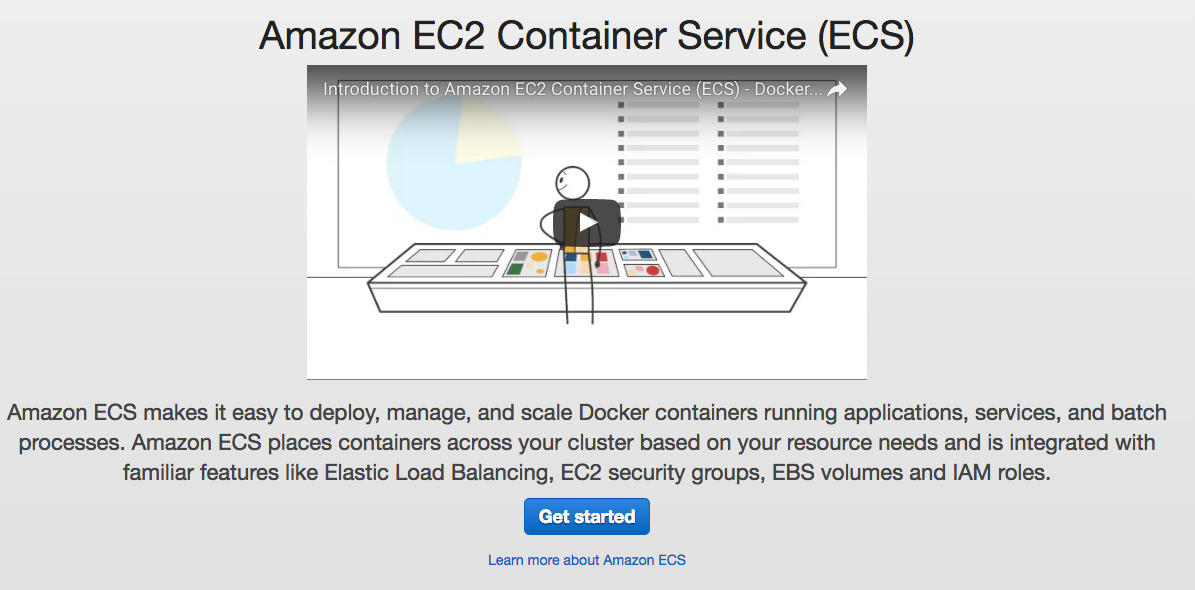 Amazon EC2 Container Service (ECS)
Introduction to Amazon EC2 Container Service (ECS) - Docker...
Amazon ECS makes it easy to deploy, manage, and scale Docker containers running applications, services, and batch
processes. Amazon ECS places containers across your cluster based on your resource needs and is integrated with
familiar features like Elastic Load Balancing, EC2 security groups, EBS volumes and IAM roles.
Get started
Learn more about Amazon ECS